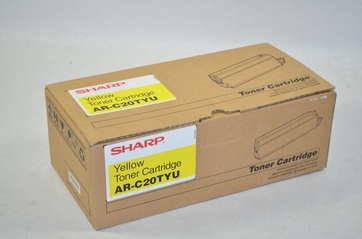 SHARP
Yellow
Toner Cartridge
AR-C20TYU
Toner Cartridge
SHARP
Yellow
Toner Cartridge
AR-C20TYU
Toner Cartridge